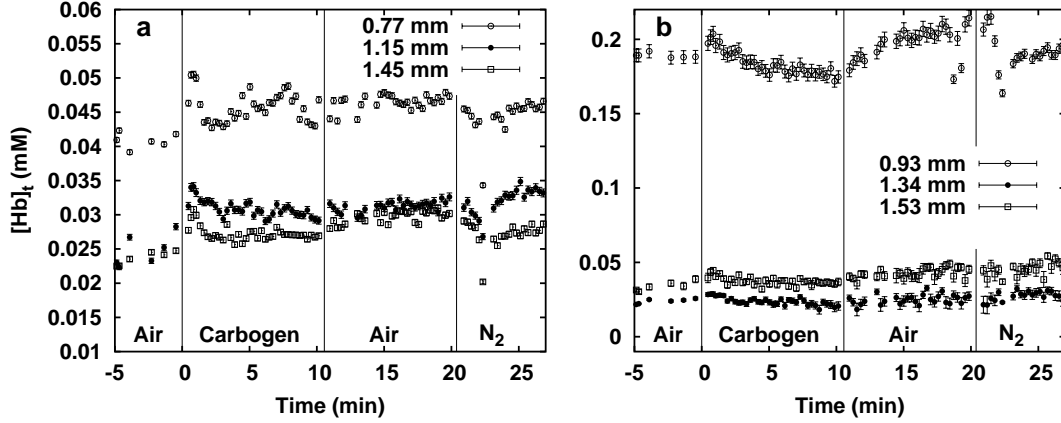 a
0.77 mm
1.15 mm
1.45 mm
0.06
0.055
0.05
0.045
0.04
0.035
0.03
0.025
0.02
0.015
0.01
[Hb]t (mM)
Air
Carbogen
Air
N2
-5
0
5
10
15
20
25
Time (min)
b
0.93 mm
1.34 mm
1.53 mm
0.2
0.15
0.1
0.05
0
Air
Carbogen
Air
N2
-5
0
5
10
15
20
25
Time (min)